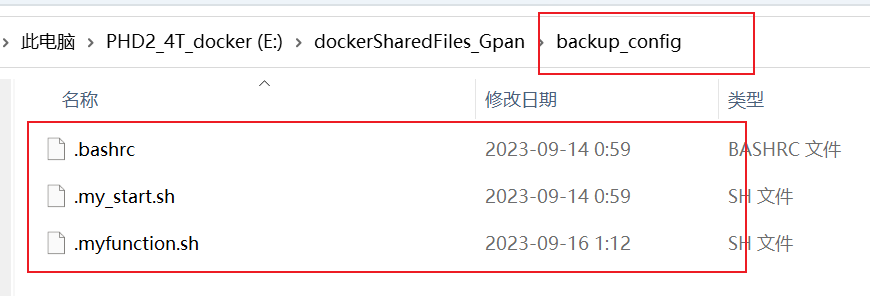 此电脑 › PHD2_4T_docker (E:) › dockerSharedFiles_Gpan › backup_config
名称 修改日期 类型
.bashrc 2023-09-14 0:59 BASHRC 文件
.my_start.sh 2023-09-14 0:59 SH 文件
.myfunction.sh 2023-09-16 1:12 SH 文件